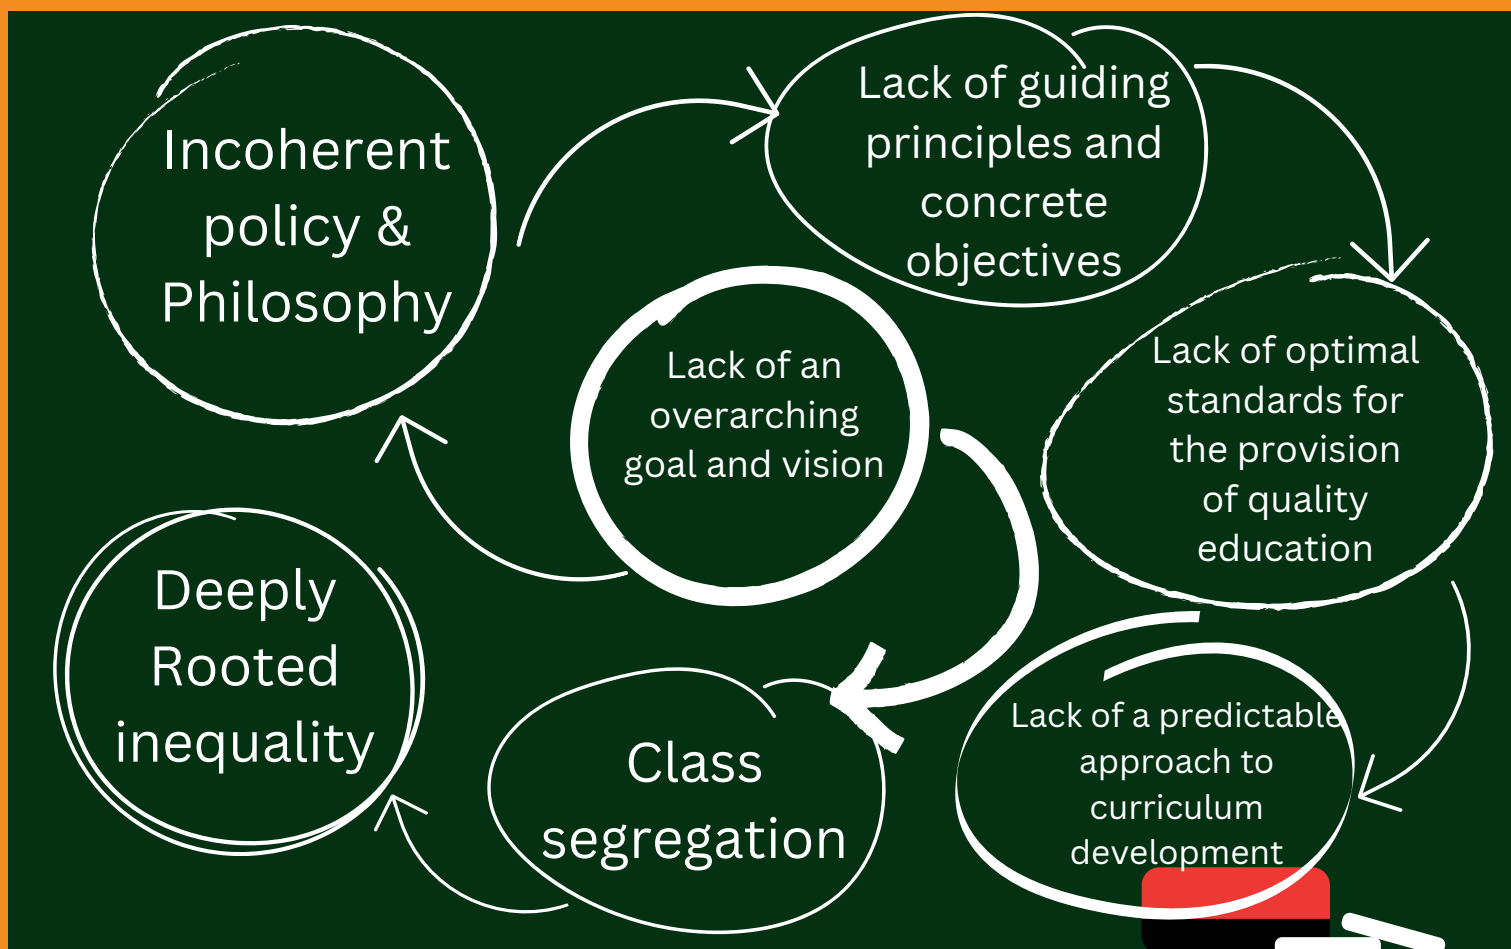 Incoherent
policy &
Philosophy
Lack of guiding
principles and
concrete
objectives
Lack of an
overarching
goal and vision
Lack of optimal
standards for
the provision
of quality
education
Deeply
Rooted
inequality
Class
segregation
Lack of a predictable
approach to
curriculum
development